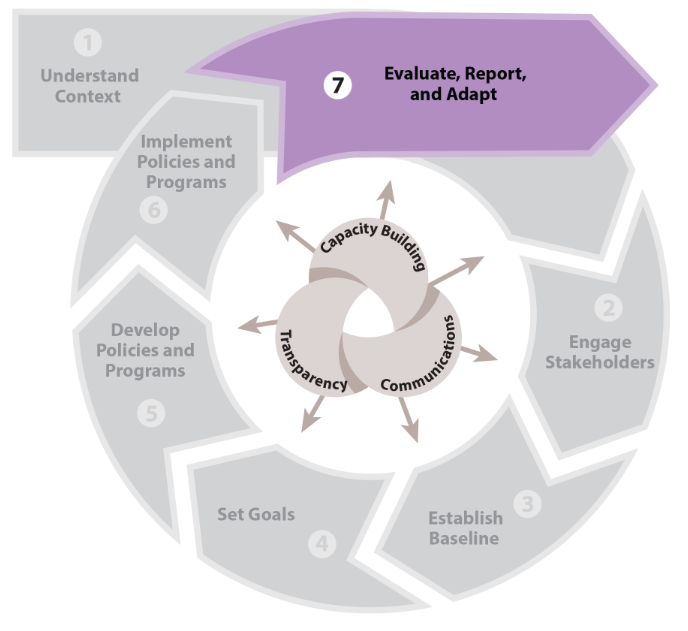 1
Understand
Context
7
Evaluate, Report,
and Adapt
Implement
Policies and
Programs
6
Capacity Building
Transparency
Communications
2
Engage
Stakeholders
Develop
Policies and
Programs
5
3
Establish
Baseline
Set Goals
4